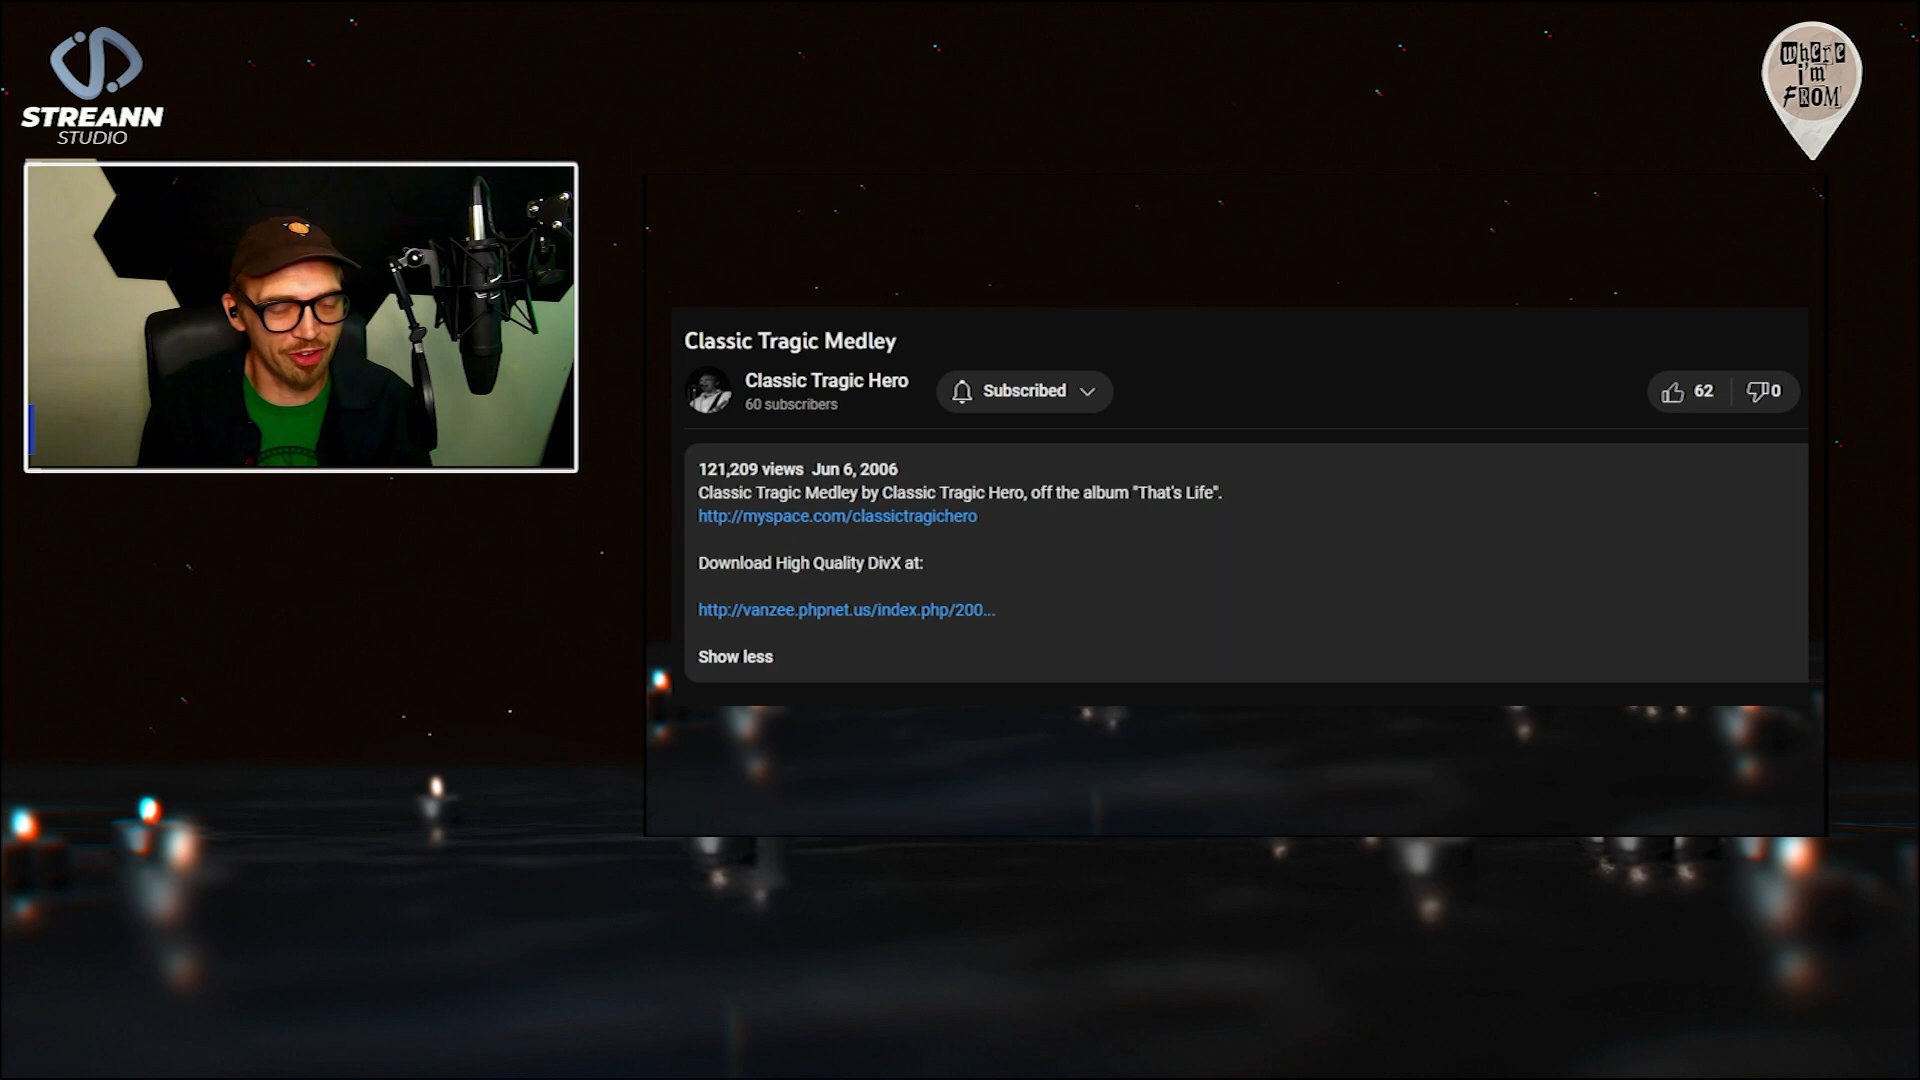 STREANN
STUDIO
WHERE
i'm
FROM
Classic Tragic Medley
Classic Tragic Hero
60 subscribers
Subscribed
62
0
121,209 views Jun 6, 2006
Classic Tragic Medley by Classic Tragic Hero, off the album "That's Life".
http://myspace.com/classictragichero
Download High Quality DivX at:
http://vanzee.phpnet.us/index.php/200...
Show less